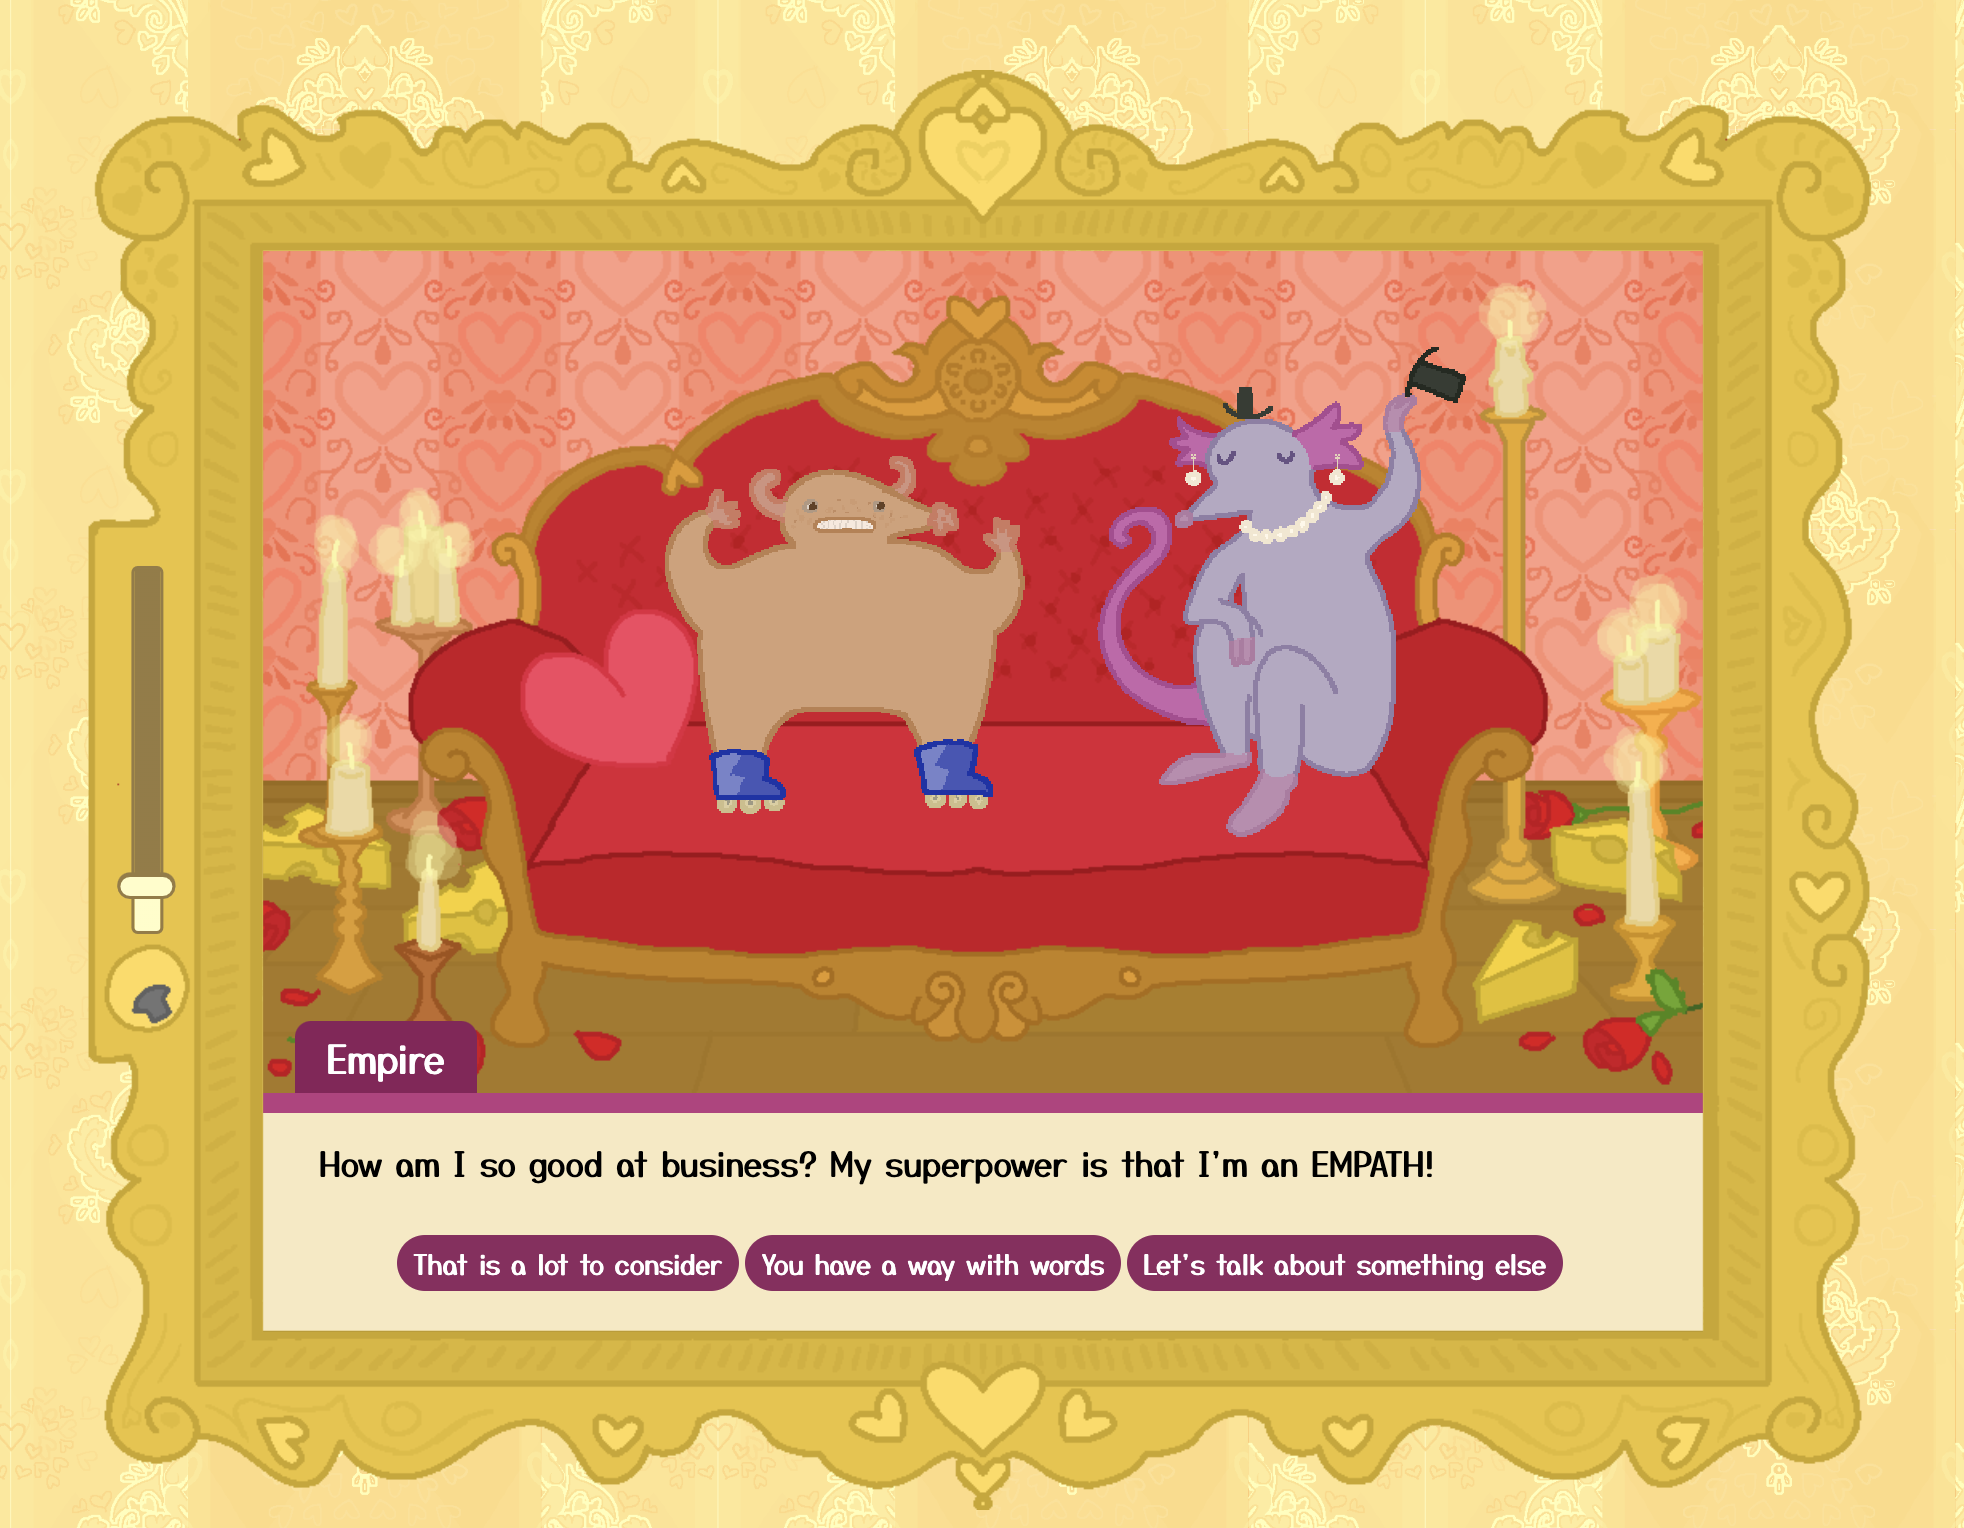 Empire
How am I so good at business? My superpower is that I'm an EMPATH!
That is a lot to consider
You have a way with words
Let's talk about something else